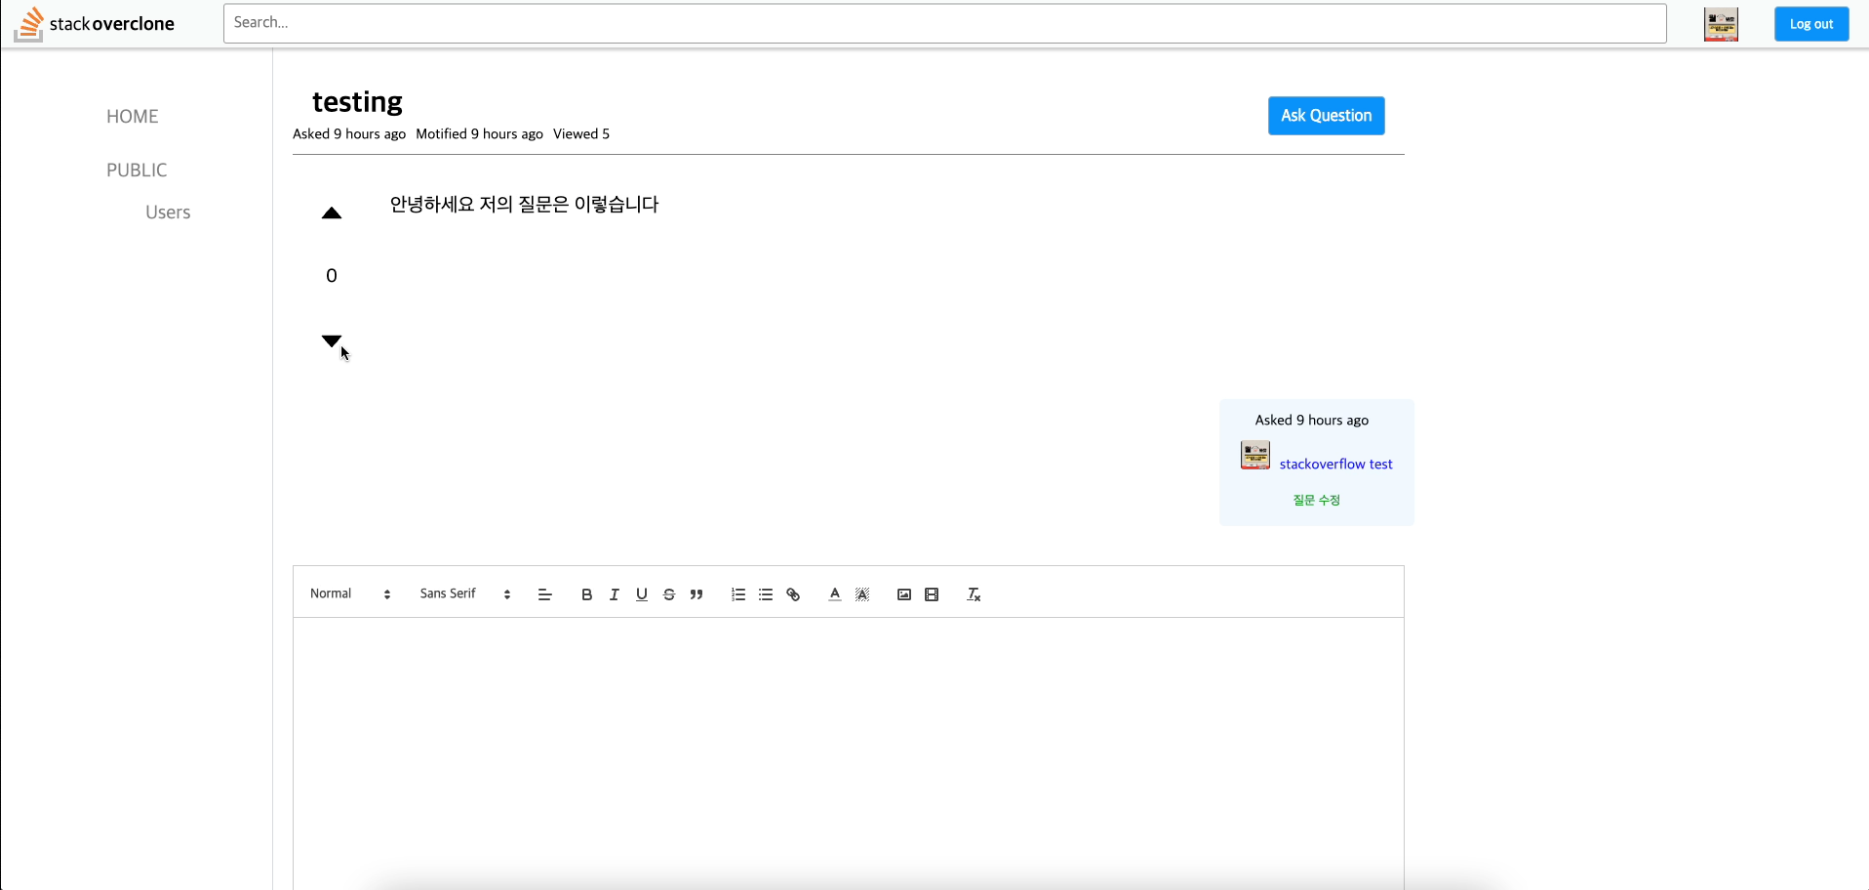 stackoverclone
Search...
Log out
HOME
PUBLIC
Users
testing
Asked 9 hours ago Motified 9 hours ago Viewed 5
Ask Question
안녕하세요 저의 질문은 이렇습니다
0
Asked 9 hours ago
stackoverflow test
질문 수정
Normal Sans Serif